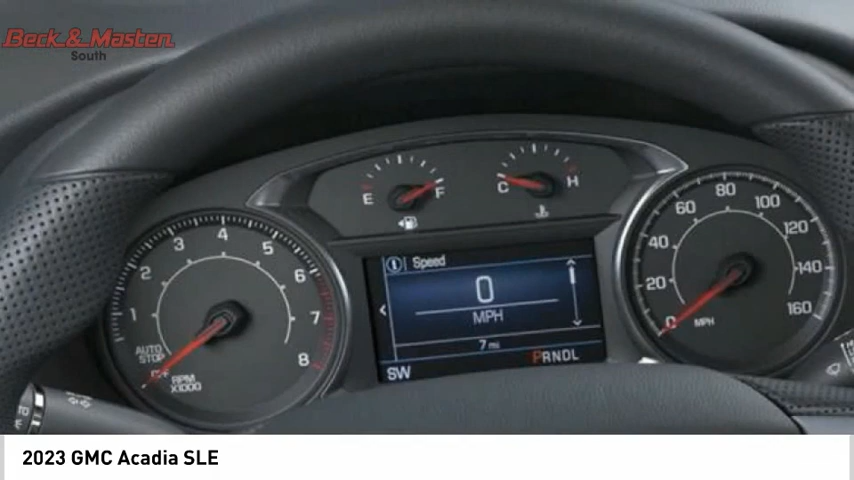 Beck & Masten
South
E F
C H
1 2 3 4 5 6 7 8
AUTO
STOP
OFF
RPM
X1000
Speed
0
MPH
7 mi
SW
PRNDL
0 20 40 60 80 100 120 140 160
MPH
2023 GMC Acadia SLE